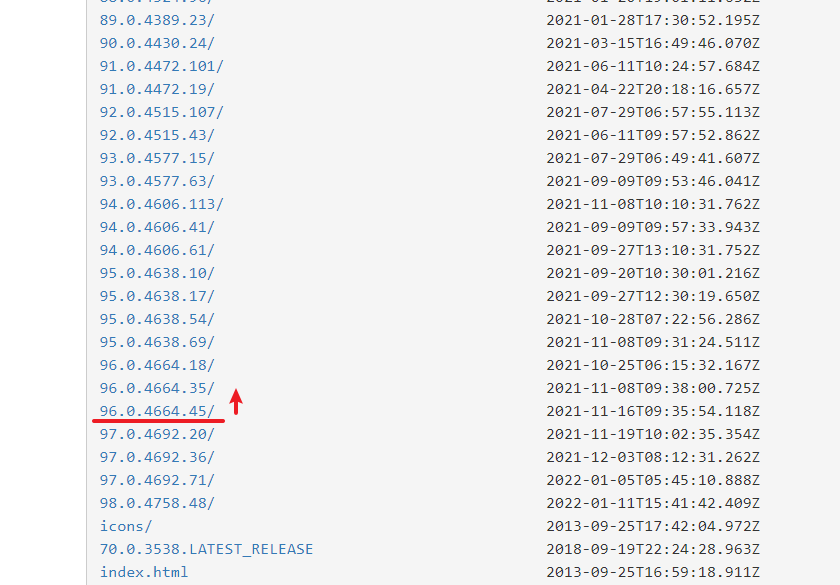 89.0.4389.23/ 2021-01-28T17:30:52.195Z
90.0.4430.24/ 2021-03-15T16:49:46.070Z
91.0.4472.101/ 2021-06-11T10:24:57.684Z
91.0.4472.19/ 2021-04-22T20:18:16.657Z
92.0.4515.107/ 2021-07-29T06:57:55.113Z
92.0.4515.43/ 2021-06-11T09:57:52.862Z
93.0.4577.15/ 2021-07-29T06:49:41.607Z
93.0.4577.63/ 2021-09-09T09:53:46.041Z
94.0.4606.113/ 2021-11-08T10:10:31.762Z
94.0.4606.41/ 2021-09-09T09:57:33.943Z
94.0.4606.61/ 2021-09-27T13:10:31.752Z
95.0.4638.10/ 2021-09-20T10:30:01.216Z
95.0.4638.17/ 2021-09-27T12:30:19.650Z
95.0.4638.54/ 2021-10-28T07:22:56.286Z
95.0.4638.69/ 2021-11-08T09:31:24.511Z
96.0.4664.18/ 2021-10-25T06:15:32.167Z
96.0.4664.35/ 2021-11-08T09:38:00.725Z
96.0.4664.45/ 2021-11-16T09:35:54.118Z
97.0.4692.20/ 2021-11-19T10:02:35.354Z
97.0.4692.36/ 2021-12-03T08:12:31.262Z
97.0.4692.71/ 2022-01-05T05:45:10.888Z
98.0.4758.48/ 2022-01-11T15:41:42.409Z
icons/ 2013-09-25T17:42:04.972Z
70.0.3538.LATEST_RELEASE 2018-09-19T22:24:28.963Z
index.html 2013-09-25T16:59:18.911Z